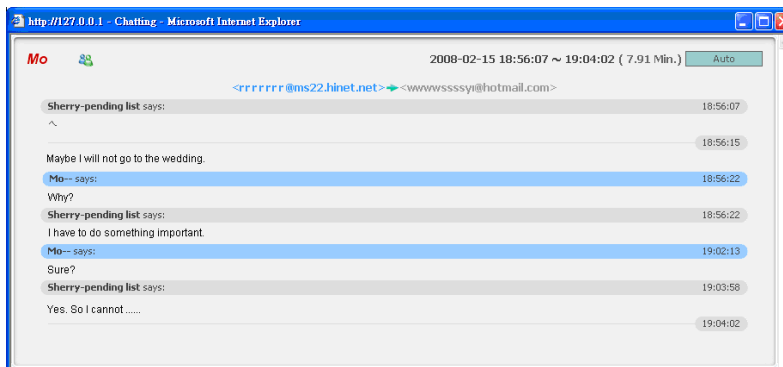 http://127.0.0.1 - Chatting - Microsoft Internet Explorer
Mo 2008-02-15 18:56:07 ~ 19:04:02 ( 7.91 Min.) Auto
<rrrrrrr@ms22.hinet.net> <wwwwssssyi@hotmail.com>
Sherry-pending list says: 18:56:07
ヘ
18:56:15
Maybe I will not go to the wedding.
Mo-- says: 18:56:22
Why?
Sherry-pending list says: 18:56:22
I have to do something important.
Mo-- says: 19:02:13
Sure?
Sherry-pending list says: 19:03:58
Yes. So I cannot ......
19:04:02